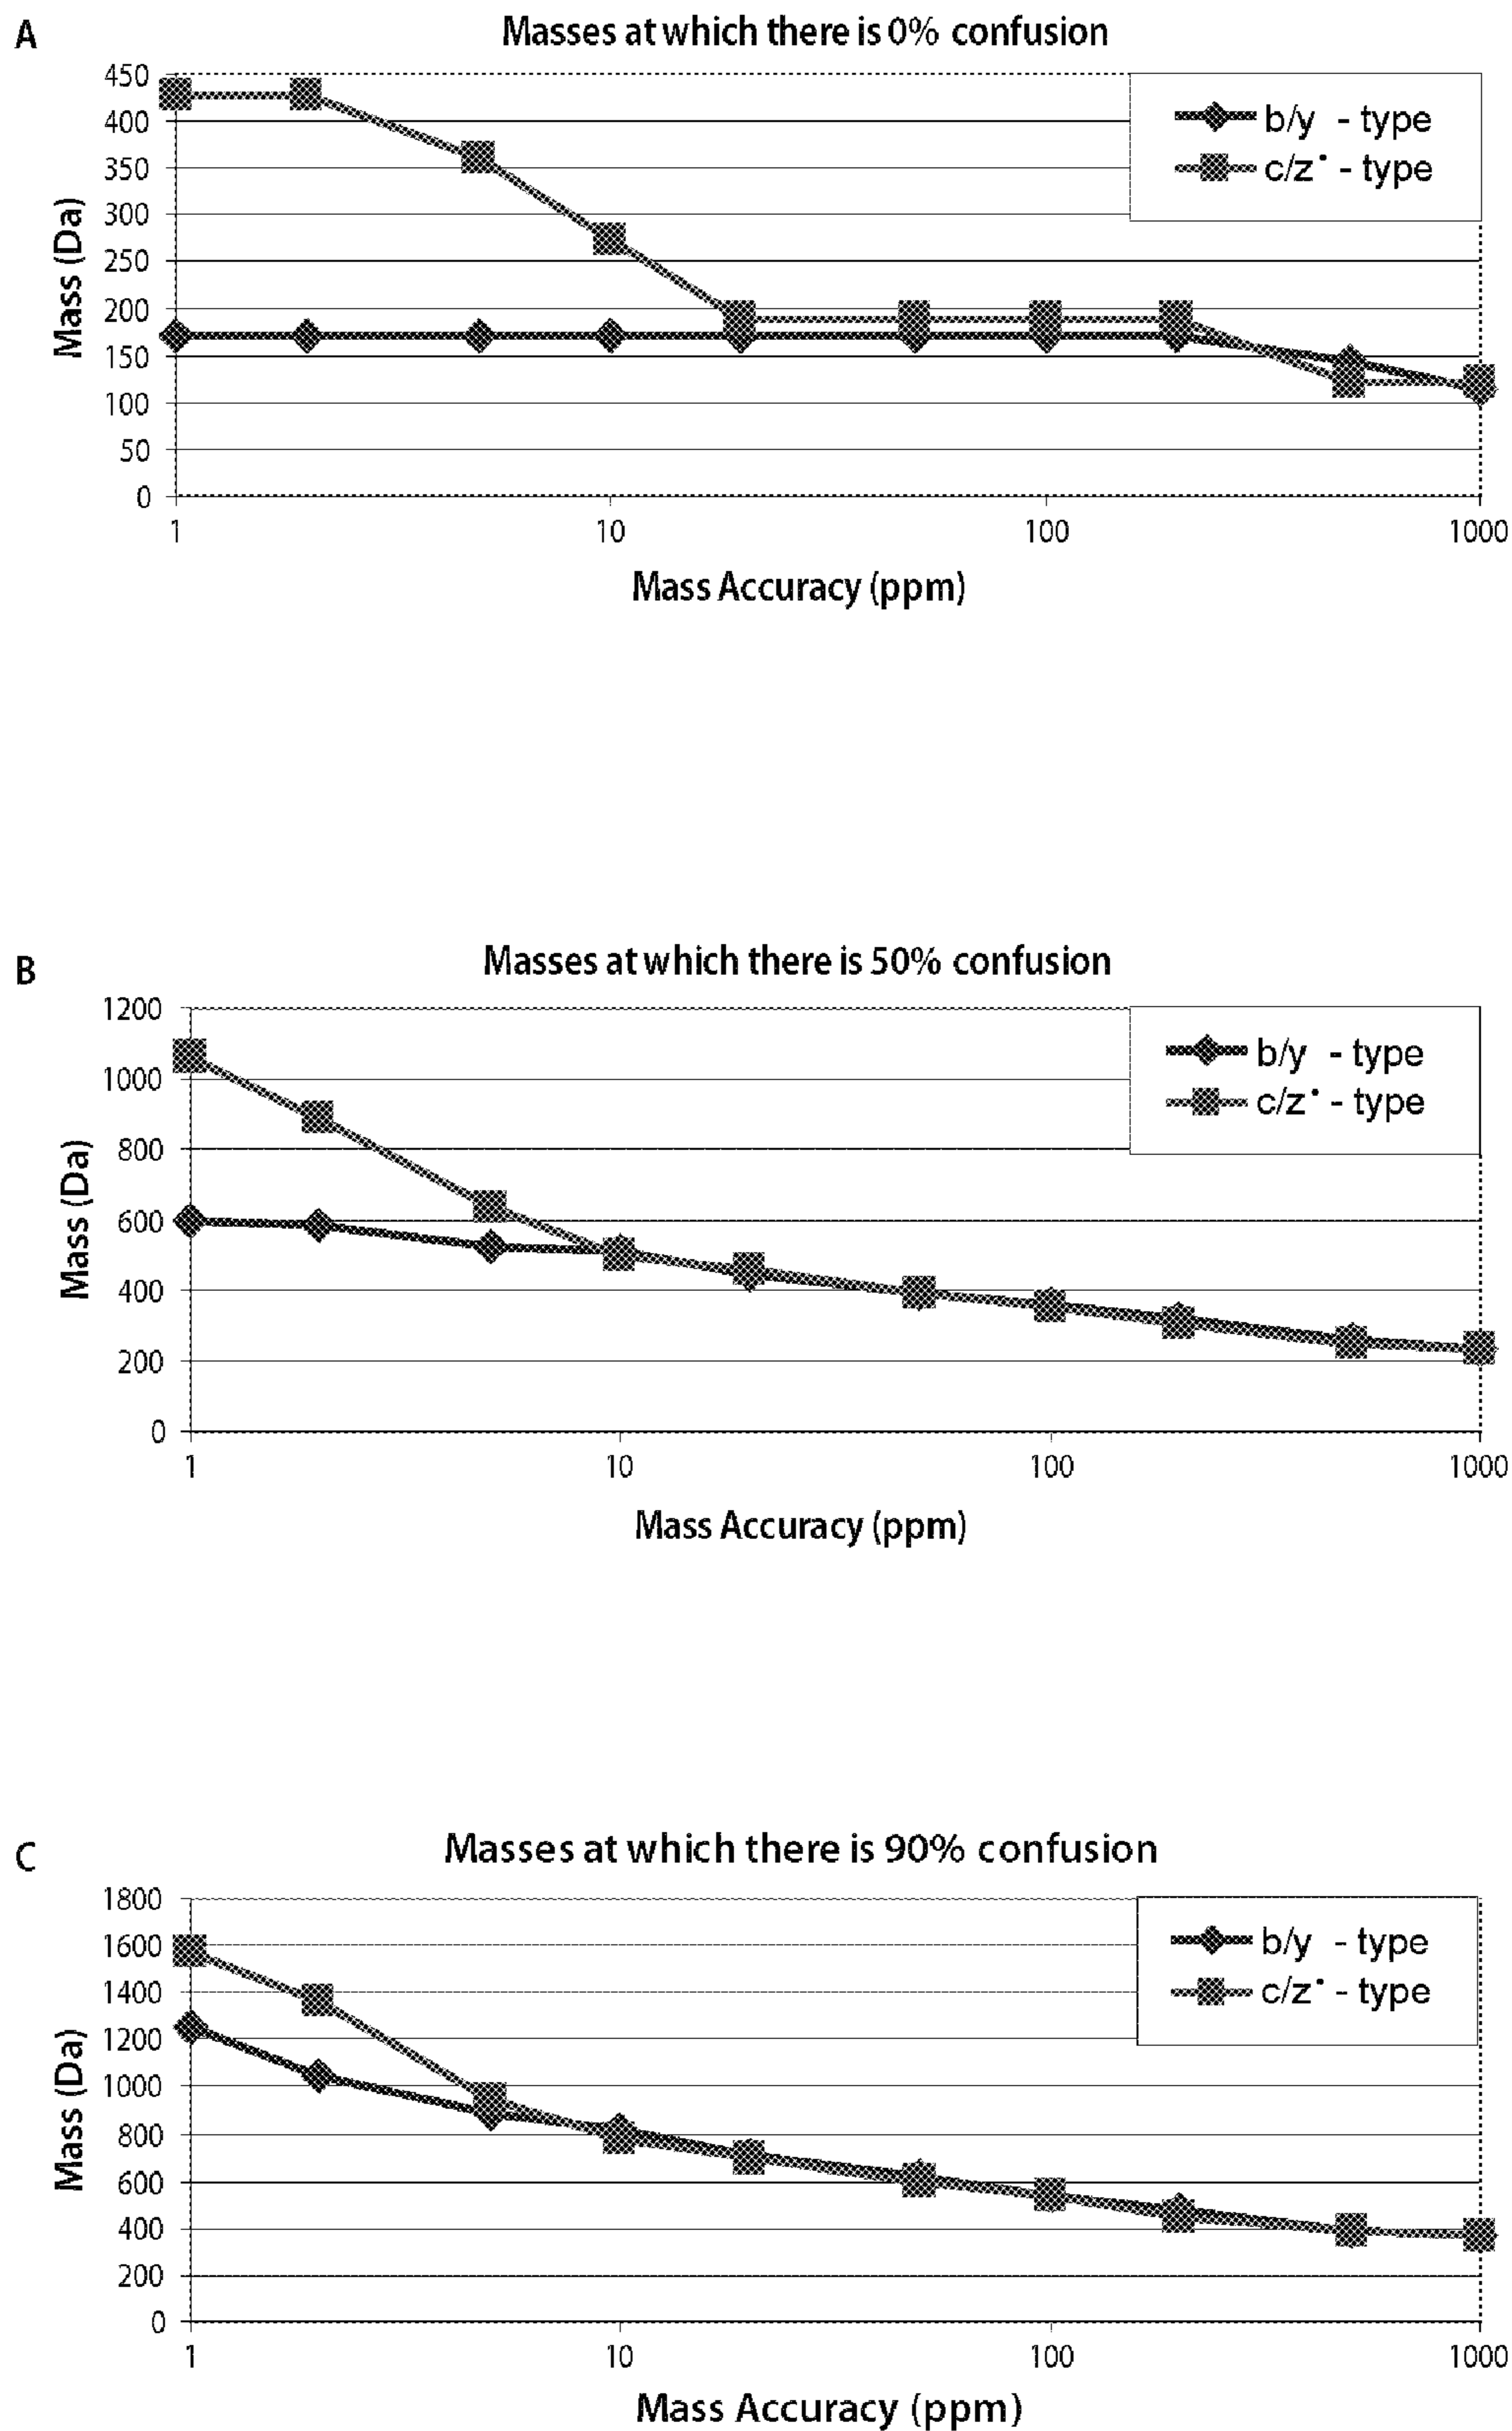 A
Masses at which there is 0% confusion
450
400
350
300
250
200
150
100
50
0
Mass (Da)
b/y - type
c/z• - type
1 10 100 1000
Mass Accuracy (ppm)
B
Masses at which there is 50% confusion
1200
1000
800
600
400
200
0
Mass (Da)
b/y - type
c/z• - type
1 10 100 1000
Mass Accuracy (ppm)
C
Masses at which there is 90% confusion
1800
1600
1400
1200
1000
800
600
400
200
0
Mass (Da)
b/y - type
c/z• - type
1 10 100 1000
Mass Accuracy (ppm)